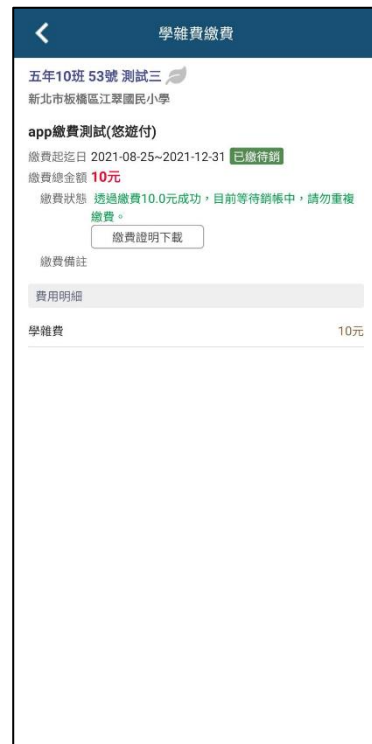 學雜費繳費
五年10班 53號 測試三
新北市板橋區江翠國民小學
app繳費測試(悠遊付)
繳費起迄日 2021-08-25~2021-12-31 已繳待銷
繳費總金額 10元
繳費狀態 透過繳費10.0元成功，目前等待銷帳中，請勿重複
繳費。
繳費證明下載
繳費備註
費用明細
學雜費 10元